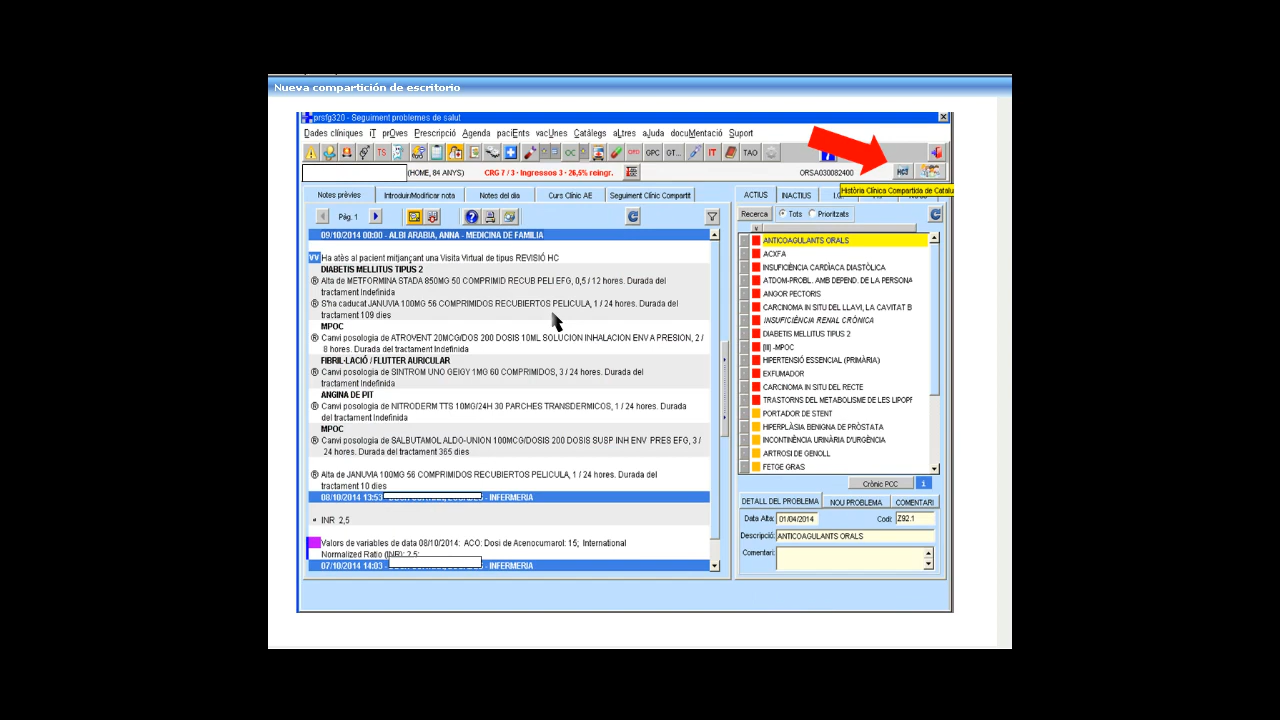 Nueva compartición de escritorio
prsfg320 - Seguiment problemes de salut
Dades clíniques iT prOves Prescripció Agenda paciEnts vacUnes Catàlegs aLtres aJuda docuMentació Suport
TS OC GPC GT... IT TAO
(HOME, 84 ANYS) CRG 7 / 3 - Ingressos 3 - 26,5% reingr. ORSA030082400 HC3
Història Clínica Compartida de Catalu
Notes prèvies Introduir/Modificar nota Notes del dia Curs Clínic AE Seguiment Clínic Compartit
ACTIUS INACTIUS
Pàg. 1
Recerca Tots Prioritzats
09/10/2014 00:00 - ALBI ARABIA, ANNA - MEDICINA DE FAMILIA
VV Ha atès al pacient mitjançant una Visita Virtual de tipus REVISIÓ HC
DIABETIS MELLITUS TIPUS 2
® Alta de METFORMINA STADA 850MG 50 COMPRIMID RECUB PELI EFG, 0,5 / 12 hores. Durada del
tractament Indefinida
® S'ha caducat JANUVIA 100MG 56 COMPRIMIDOS RECUBIERTOS PELICULA, 1 / 24 hores. Durada del
tractament 109 dies
MPOC
® Canvi posologia de ATROVENT 20MCG/DOS 200 DOSIS 10ML SOLUCION INHALACION ENV A PRESION, 2 /
8 hores. Durada del tractament Indefinida
FIBRIL·LACIÓ / FLUTTER AURICULAR
® Canvi posologia de SINTROM UNO GEIGY 1MG 60 COMPRIMIDOS, 3 / 24 hores. Durada del
tractament Indefinida
ANGINA DE PIT
® Canvi posologia de NITRODERM TTS 10MG/24H 30 PARCHES TRANSDERMICOS, 1 / 24 hores. Durada
del tractament Indefinida
MPOC
® Canvi posologia de SALBUTAMOL ALDO-UNION 100MCG/DOSIS 200 DOSIS SUSP INH ENV PRES EFG, 3 /
24 hores. Durada del tractament 365 dies
® Alta de JANUVIA 100MG 56 COMPRIMIDOS RECUBIERTOS PELICULA, 1 / 24 hores. Durada del
tractament 10 dies
08/10/2014 13:53 - INFERMERIA
INR 2,5
Valors de variables de data 08/10/2014: ACO: Dosi de Acenocumarol: 15; International
Normalized Ratio (INR): 2.5;
07/10/2014 14:03 - INFERMERIA
ANTICOAGULANTS ORALS
ACXFA
INSUFICIÈNCIA CARDÍACA DIASTÒLICA
ATDOM-PROBL. AMB DEPEND. DE LA PERSONA
ANGOR PECTORIS
CARCINOMA IN SITU DEL LLAVI, LA CAVITAT B
INSUFICIÈNCIA RENAL CRÒNICA
DIABETIS MELLITUS TIPUS 2
[III] -MPOC
HIPERTENSIÓ ESSENCIAL (PRIMÀRIA)
EXFUMADOR
CARCINOMA IN SITU DEL RECTE
TRASTORNS DEL METABOLISME DE LES LIPOPR
PORTADOR DE STENT
HIPERPLÀSIA BENIGNA DE PRÒSTATA
INCONTINÈNCIA URINÀRIA D'URGÈNCIA
ARTROSI DE GENOLL
FETGE GRAS
Crònic PCC
DETALL DEL PROBLEMA NOU PROBLEMA COMENTARI
Data Alta: 01/04/2014 Codi: Z92.1
Descripció: ANTICOAGULANTS ORALS
Comentari: